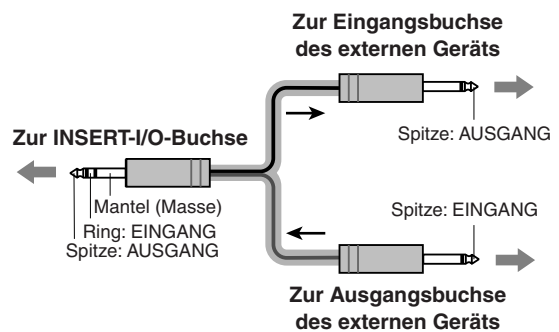 Zur Eingangsbuchse
des externen Geräts
Spitze: AUSGANG
Zur INSERT-I/O-Buchse
Mantel (Masse)
Ring: EINGANG
Spitze: AUSGANG
Spitze: EINGANG
Zur Ausgangsbuchse
des externen Geräts